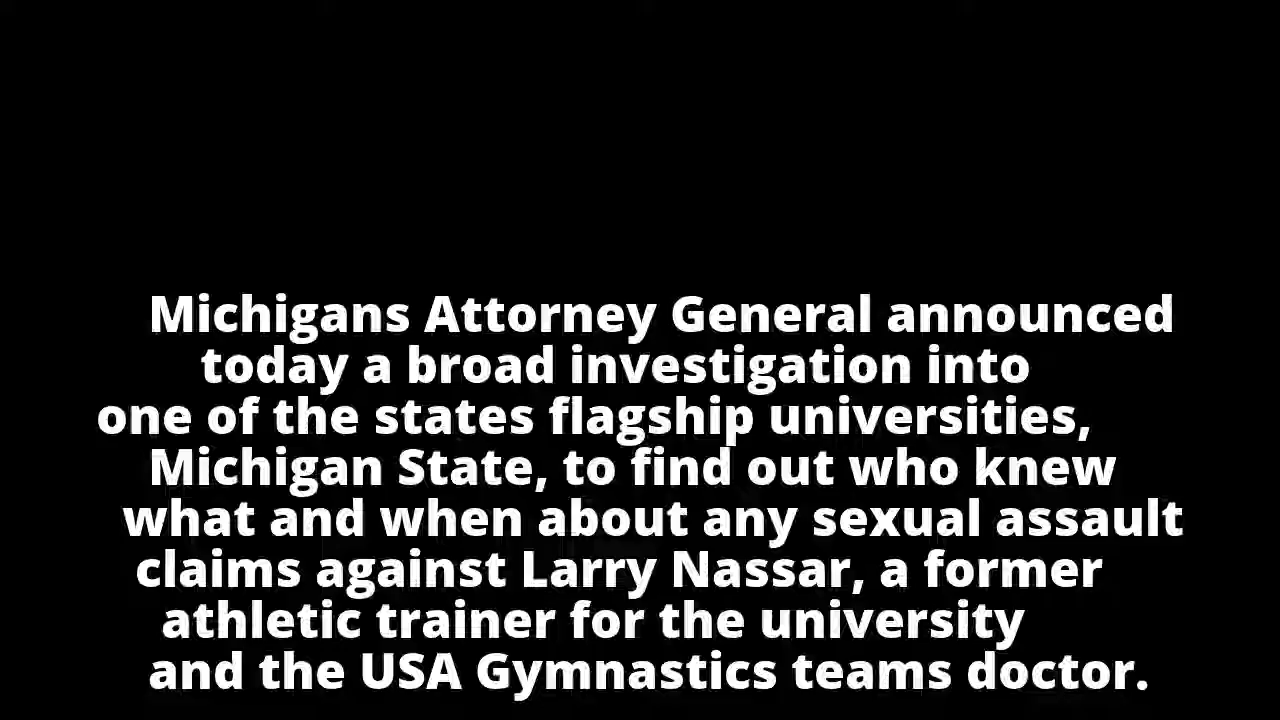 Michigans Attorney General announced
today a broad investigation into
one of the states flagship universities,
Michigan State, to find out who knew
what and when about any sexual assault
claims against Larry Nassar, a former
athletic trainer for the university
and the USA Gymnastics teams doctor.